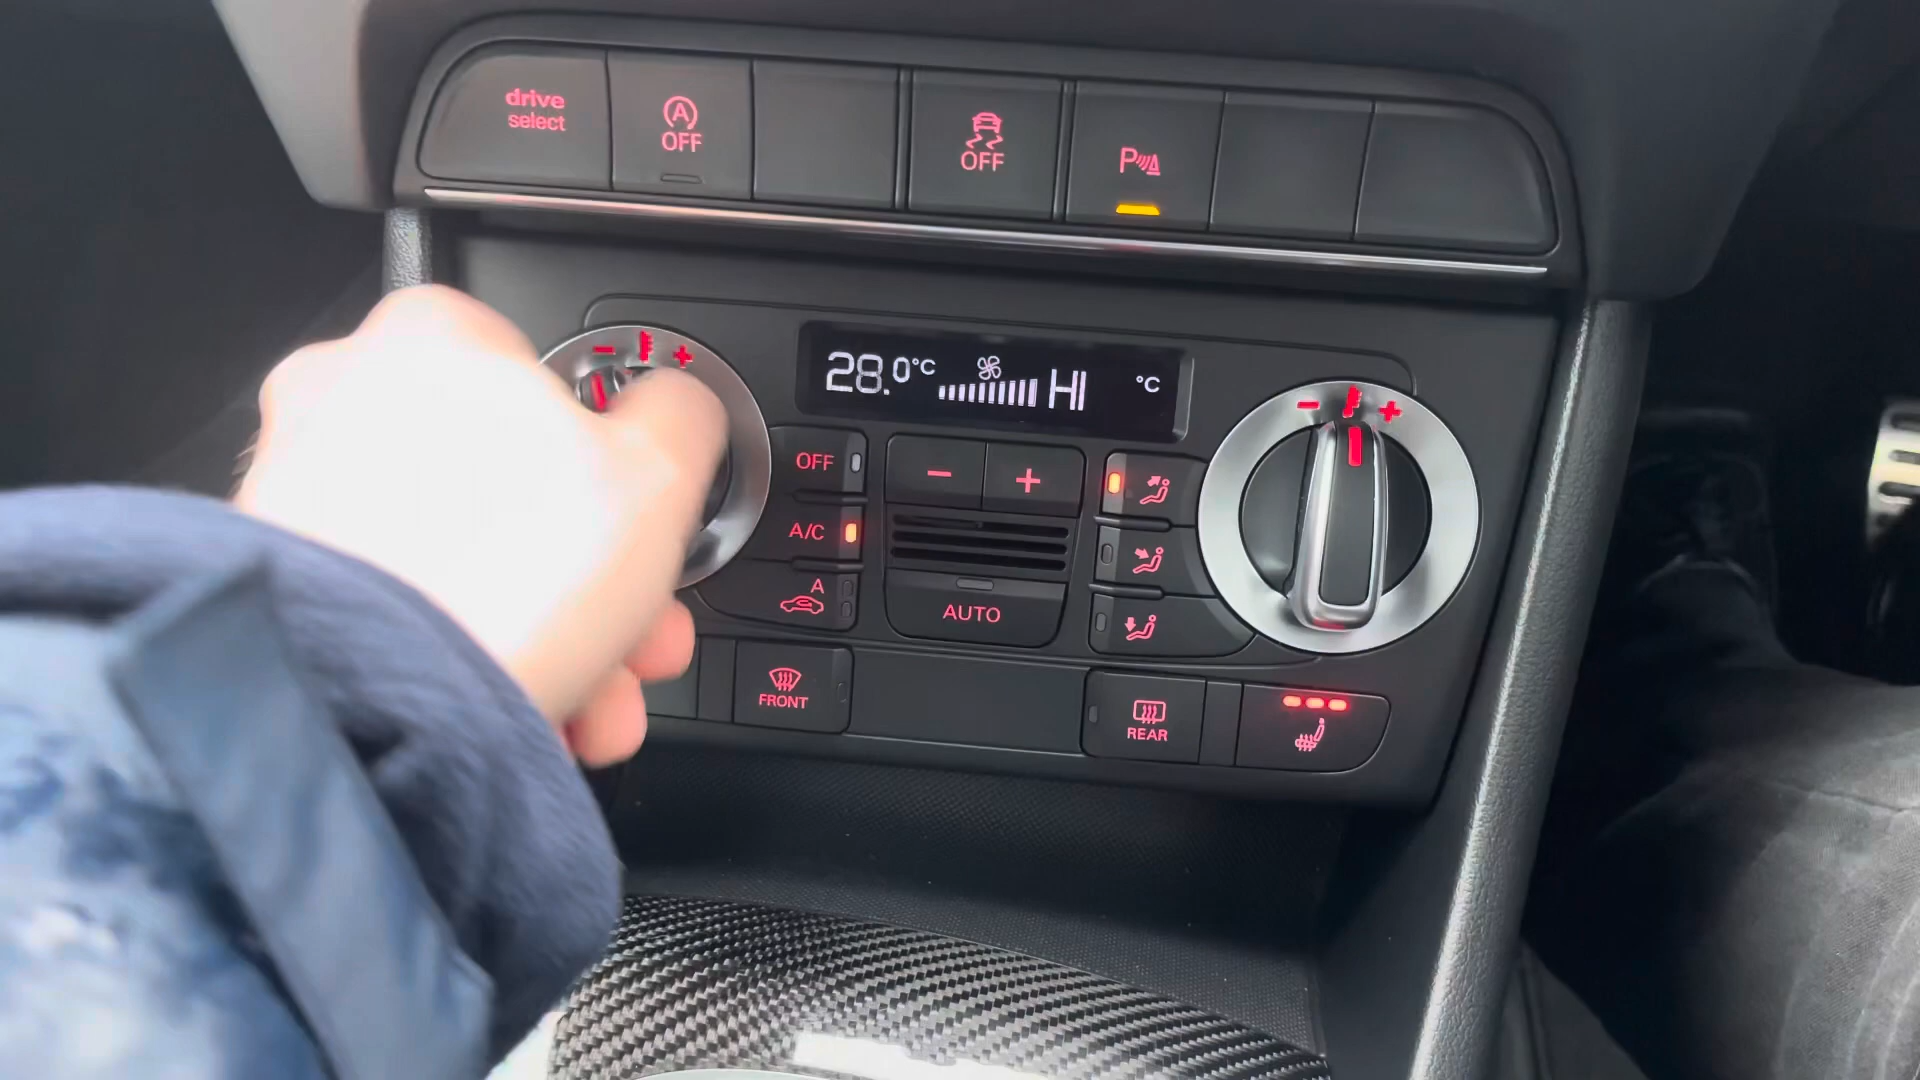 drive
select
A
OFF
OFF
P
28.0°C
HI
°C
- +
- +
OFF
- +
A/C
A
AUTO
FRONT
REAR